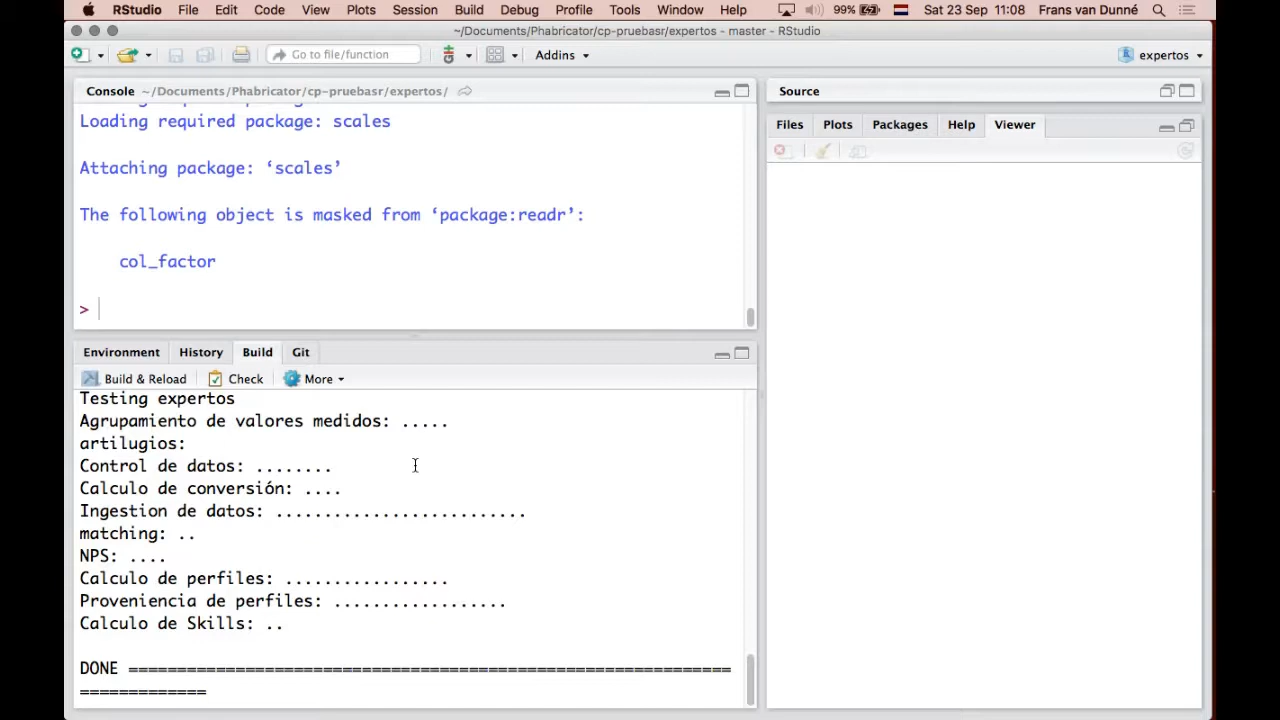 RStudio File Edit Code View Plots Session Build Debug Profile Tools Window Help 99% Sat 23 Sep 11:08 Frans van Dunné
~/Documents/Phabricator/cp-pruebasr/expertos - master - RStudio
Go to file/function Addins expertos
Console ~/Documents/Phabricator/cp-pruebasr/expertos/
Loading required package: scales
Attaching package: ‘scales’
The following object is masked from ‘package:readr’:
col_factor
>
Environment History Build Git
Build & Reload Check More
Testing expertos
Agrupamiento de valores medidos: .....
artilugios:
Control de datos: ........
Calculo de conversión: ....
Ingestion de datos: ..........................
matching: ..
NPS: ....
Calculo de perfiles: .................
Proveniencia de perfiles: ..................
Calculo de Skills: ..
DONE ==============================================================
=============
Source
Files Plots Packages Help Viewer